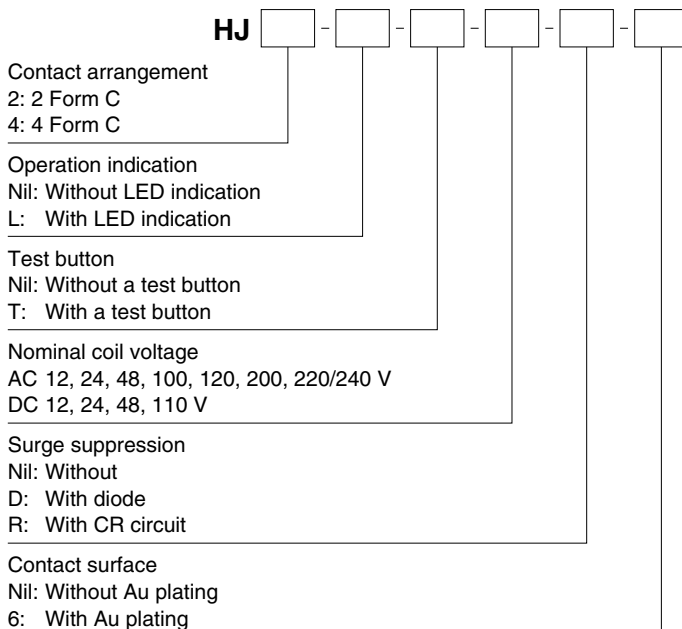 HJ - - - - -
Contact arrangement
2: 2 Form C
4: 4 Form C
Operation indication
Nil: Without LED indication
L: With LED indication
Test button
Nil: Without a test button
T: With a test button
Nominal coil voltage
AC 12, 24, 48, 100, 120, 200, 220/240 V
DC 12, 24, 48, 110 V
Surge suppression
Nil: Without
D: With diode
R: With CR circuit
Contact surface
Nil: Without Au plating
6: With Au plating